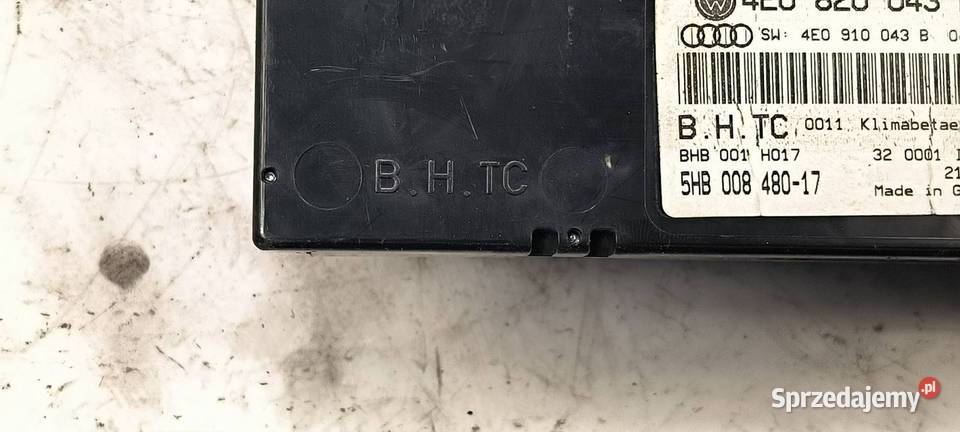 4E0 820 043
SW: 4E0 910 043 B
B.H.TC 0011
BHB 001 H017 32 0001
5HB 008 480-17 21
Made in
B.H.TC
Sprzedajemy.pl